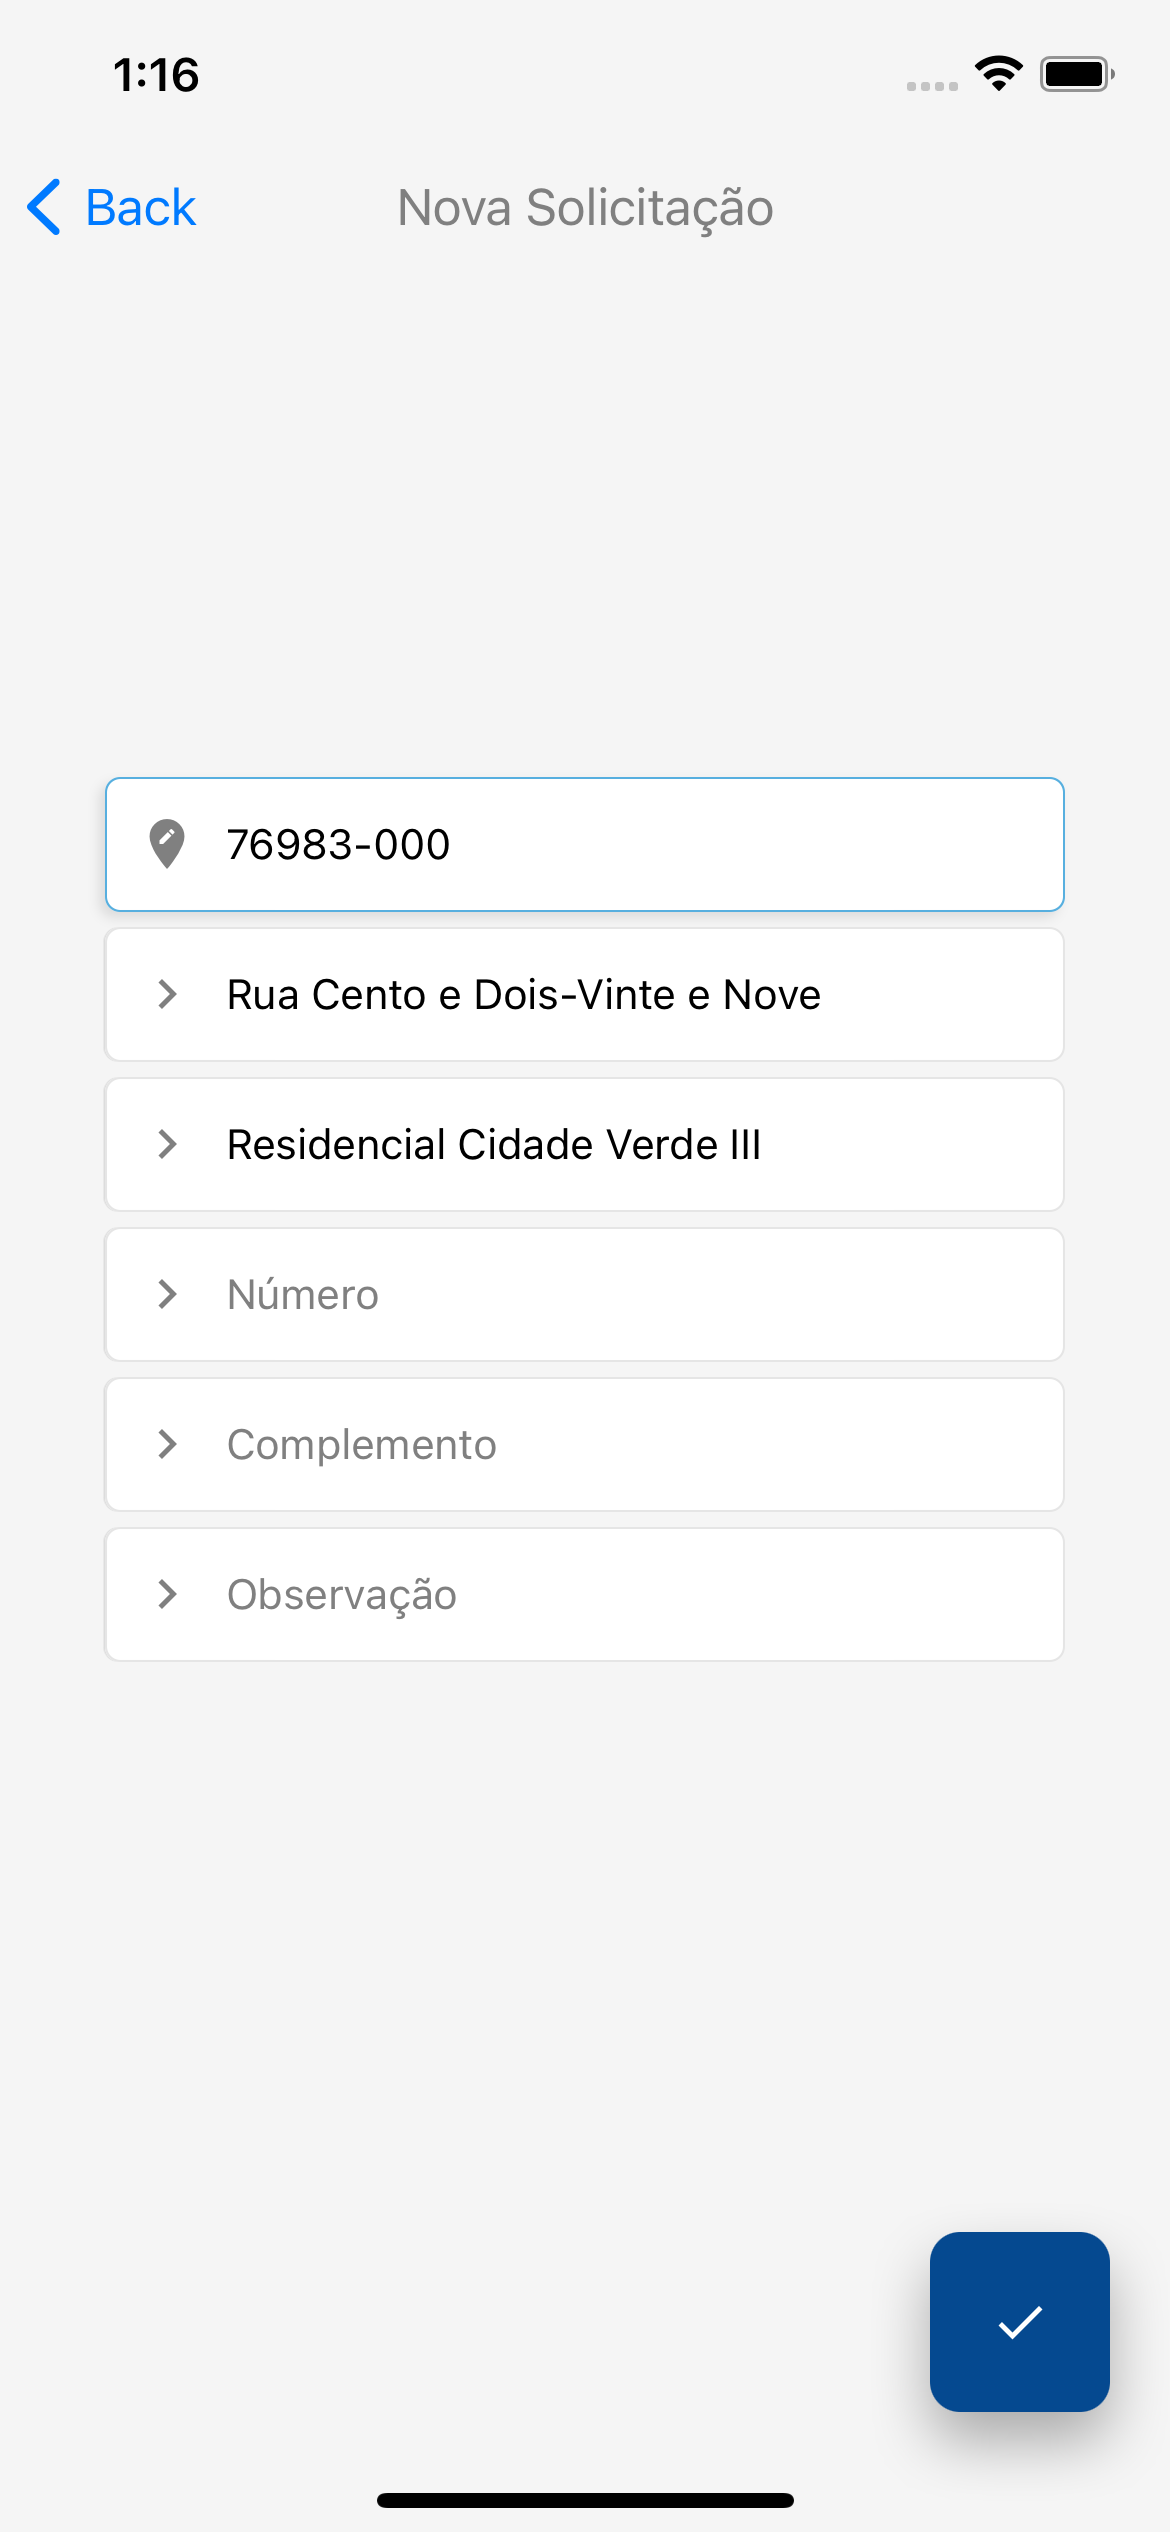 1:16
Back
Nova Solicitação
76983-000
Rua Cento e Dois-Vinte e Nove
Residencial Cidade Verde III
Número
Complemento
Observação